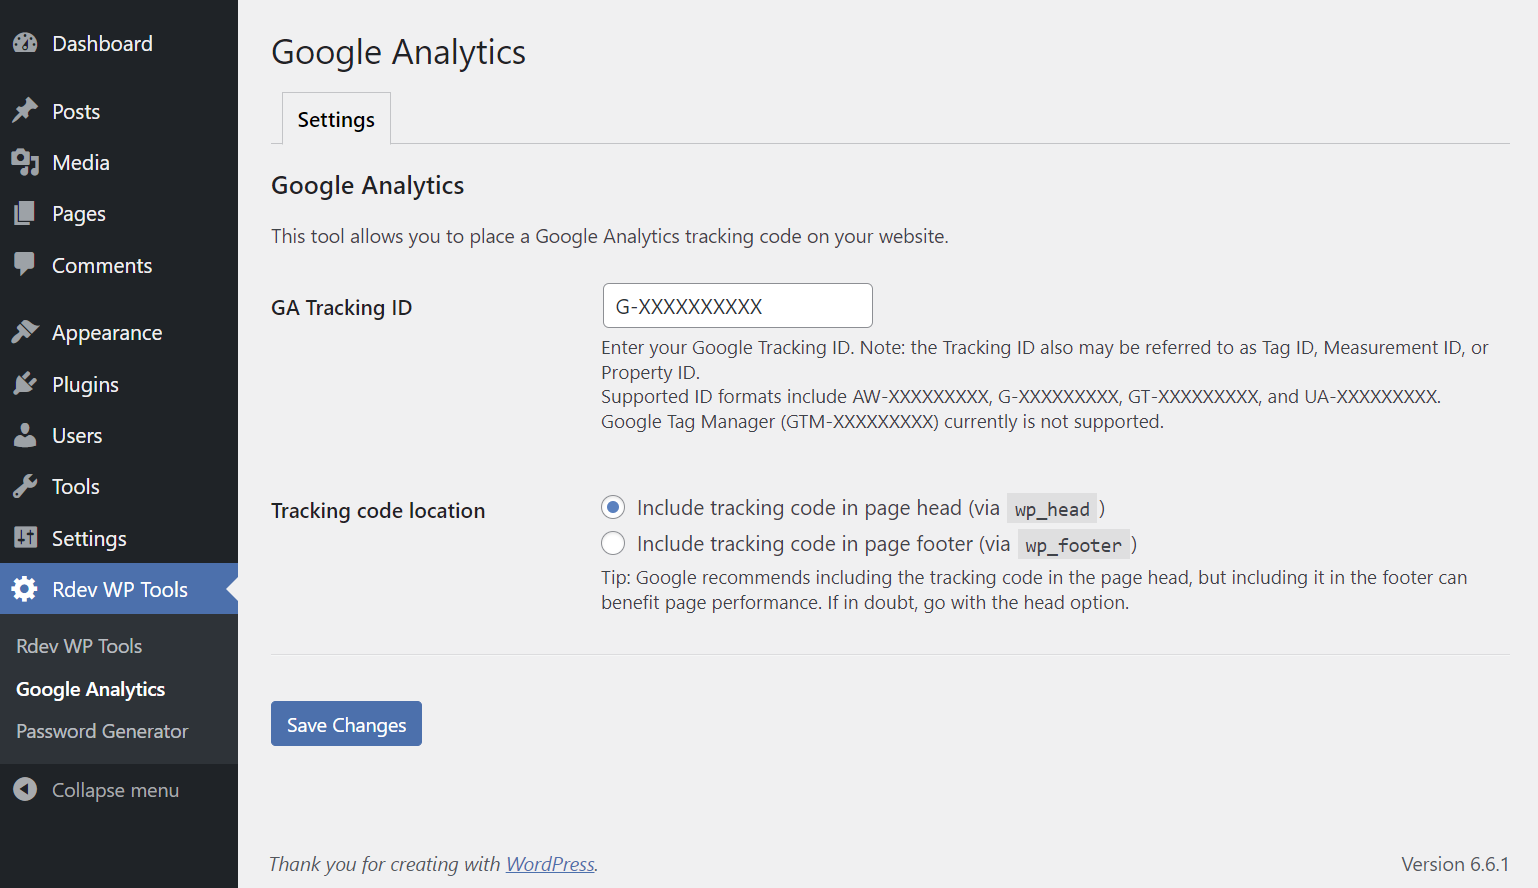 Dashboard
Posts
Media
Pages
Comments
Appearance
Plugins
Users
Tools
Settings
Rdev WP Tools
Rdev WP Tools
Google Analytics
Password Generator
Collapse menu
Google Analytics
Settings
Google Analytics
This tool allows you to place a Google Analytics tracking code on your website.
GA Tracking ID
G-XXXXXXXXXX
Enter your Google Tracking ID. Note: the Tracking ID also may be referred to as Tag ID, Measurement ID, or
Property ID.
Supported ID formats include AW-XXXXXXXXX, G-XXXXXXXXX, GT-XXXXXXXXX, and UA-XXXXXXXXX.
Google Tag Manager (GTM-XXXXXXXXX) currently is not supported.
Tracking code location
Include tracking code in page head (via wp_head )
Include tracking code in page footer (via wp_footer )
Tip: Google recommends including the tracking code in the page head, but including it in the footer can
benefit page performance. If in doubt, go with the head option.
Save Changes
Thank you for creating with WordPress.
Version 6.6.1